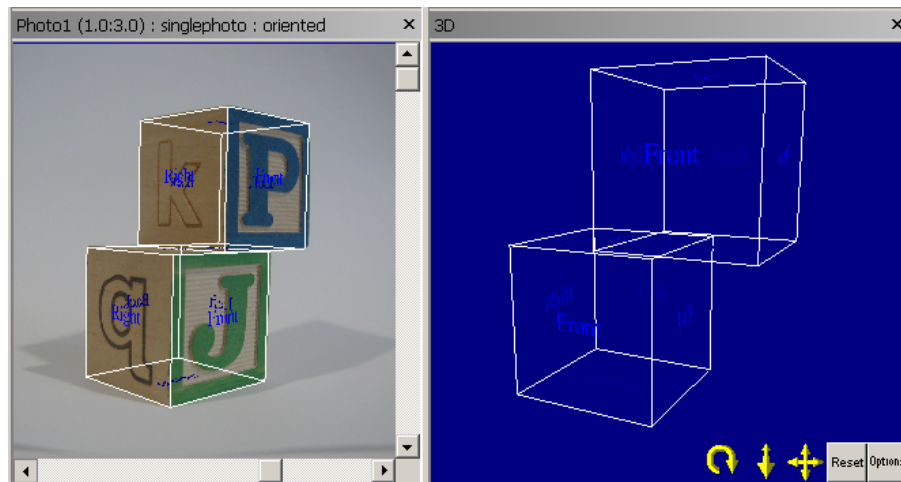 Photo1 (1.0:3.0) : singlephoto : oriented
3D
k
P
Right
Front
q
J
Right
Front
Front
Front
Reset
Option: